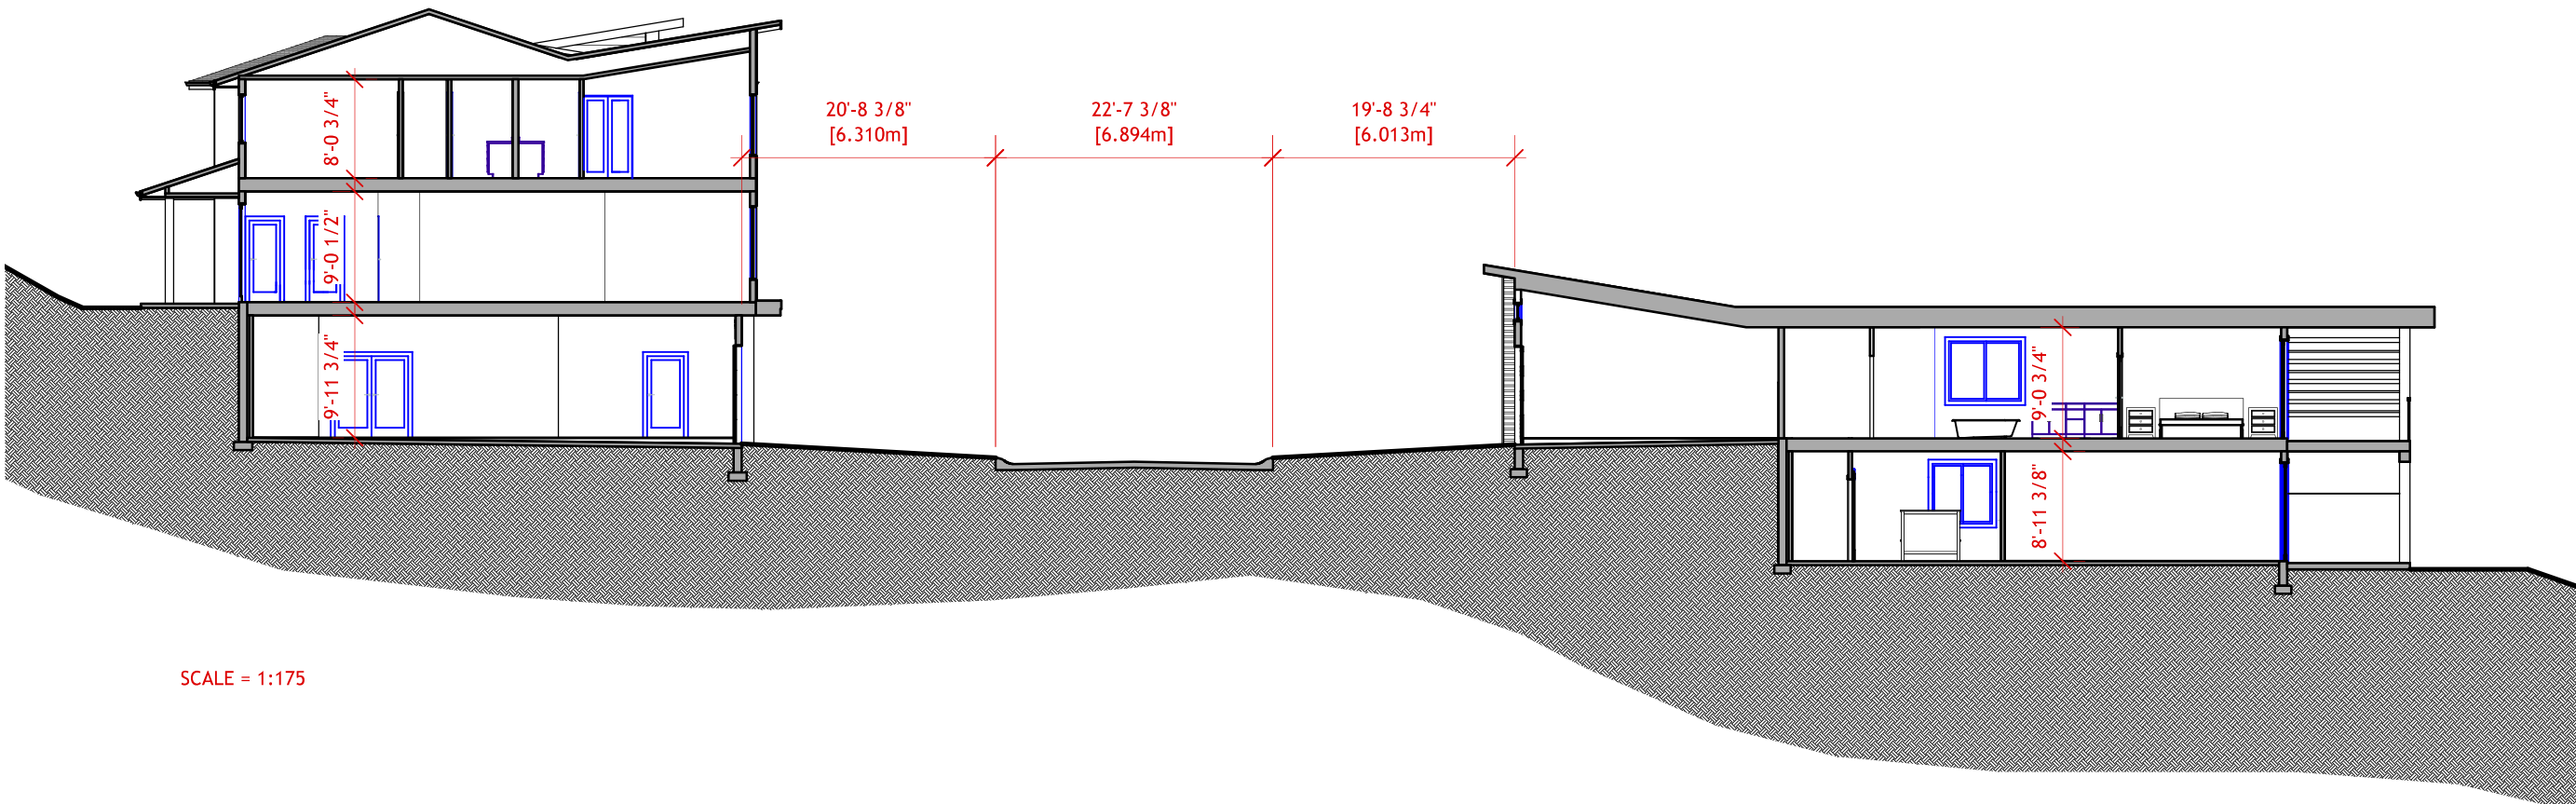 20'-8 3/8"
[6.310m]
22'-7 3/8"
[6.894m]
19'-8 3/4"
[6.013m]
8'-0 3/4"
9'-0 1/2"
9'-11 3/4"
9'-0 3/4"
8'-11 3/8"
SCALE = 1:175